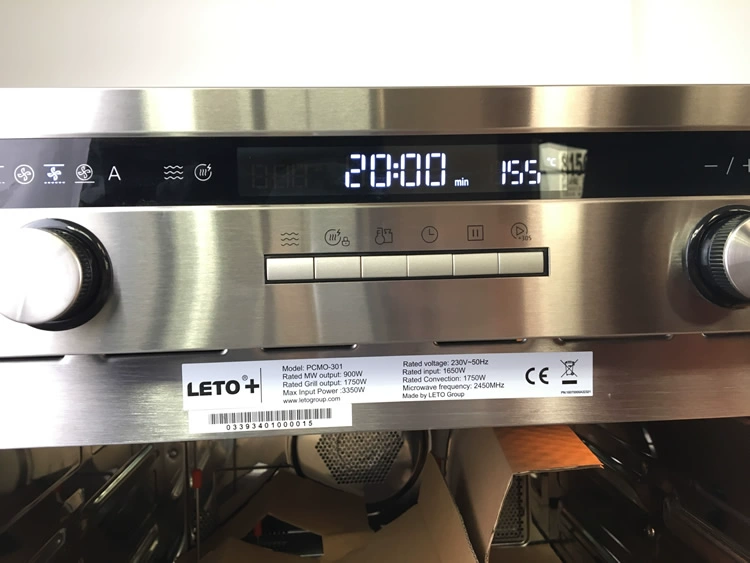 A
20:00 min
155 °C
- / +
+30S
LETO®+
Model: PCMO-301
Rated MW output: 900W
Rated Grill output: 1750W
Max Input Power :3350W
www.letogroup.com
Rated voltage: 230V~50Hz
Rated input: 1650W
Rated Convection: 1750W
Microwave frequency: 2450MHz
Made by LETO Group
CE
03393401000015